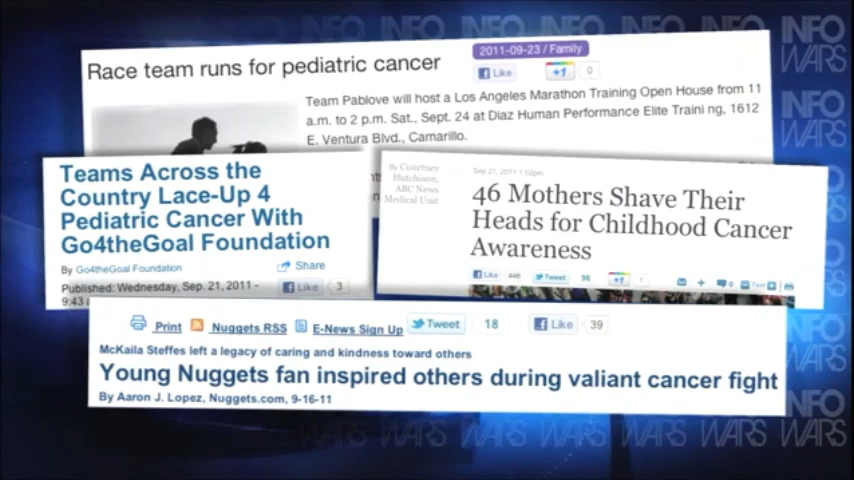 INFO WARS
Race team runs for pediatric cancer
2011-09-23 / Family
Like
+1
0
Team Pablove will host a Los Angeles Marathon Training Open House from 11
a.m. to 2 p.m. Sat., Sept. 24 at Diaz Human Performance Elite Traini ng, 1612
E. Ventura Blvd., Camarillo.
Teams Across the
Country Lace-Up 4
Pediatric Cancer With
Go4theGoal Foundation
By Go4theGoal Foundation
Share
Published: Wednesday, Sep. 21, 2011 -
9:43 a
Like
3
By Courtney
Hutchison,
ABC News
Medical Unit
Sep 21, 2011 1:02pm
46 Mothers Shave Their
Heads for Childhood Cancer
Awareness
Like
446
Tweet
96
+1
1
0
Text
Print
Nuggets RSS
E-News Sign Up
Tweet
18
Like
39
McKaila Steffes left a legacy of caring and kindness toward others
Young Nuggets fan inspired others during valiant cancer fight
By Aaron J. Lopez, Nuggets.com, 9-16-11